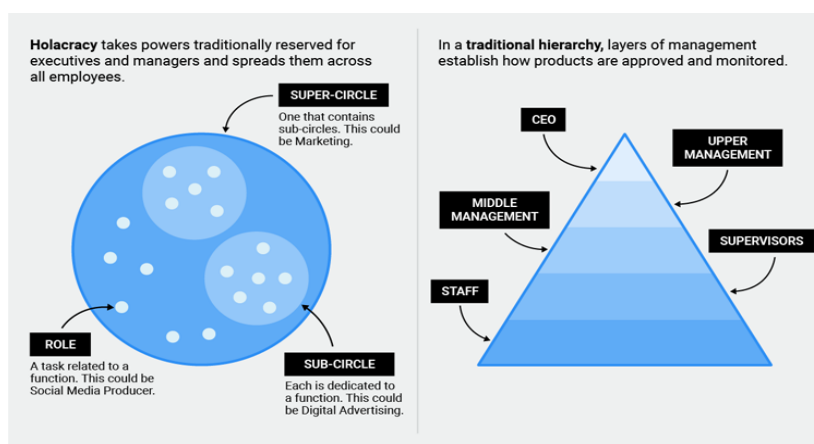 Holacracy takes powers traditionally reserved for
executives and managers and spreads them across
all employees.
SUPER-CIRCLE
One that contains
sub-circles. This could
be Marketing.
ROLE
A task related to a
function. This could be
Social Media Producer.
SUB-CIRCLE
Each is dedicated to
a function. This could
be Digital Advertising.
In a traditional hierarchy, layers of management
establish how products are approved and monitored.
CEO
UPPER
MANAGEMENT
MIDDLE
MANAGEMENT
SUPERVISORS
STAFF